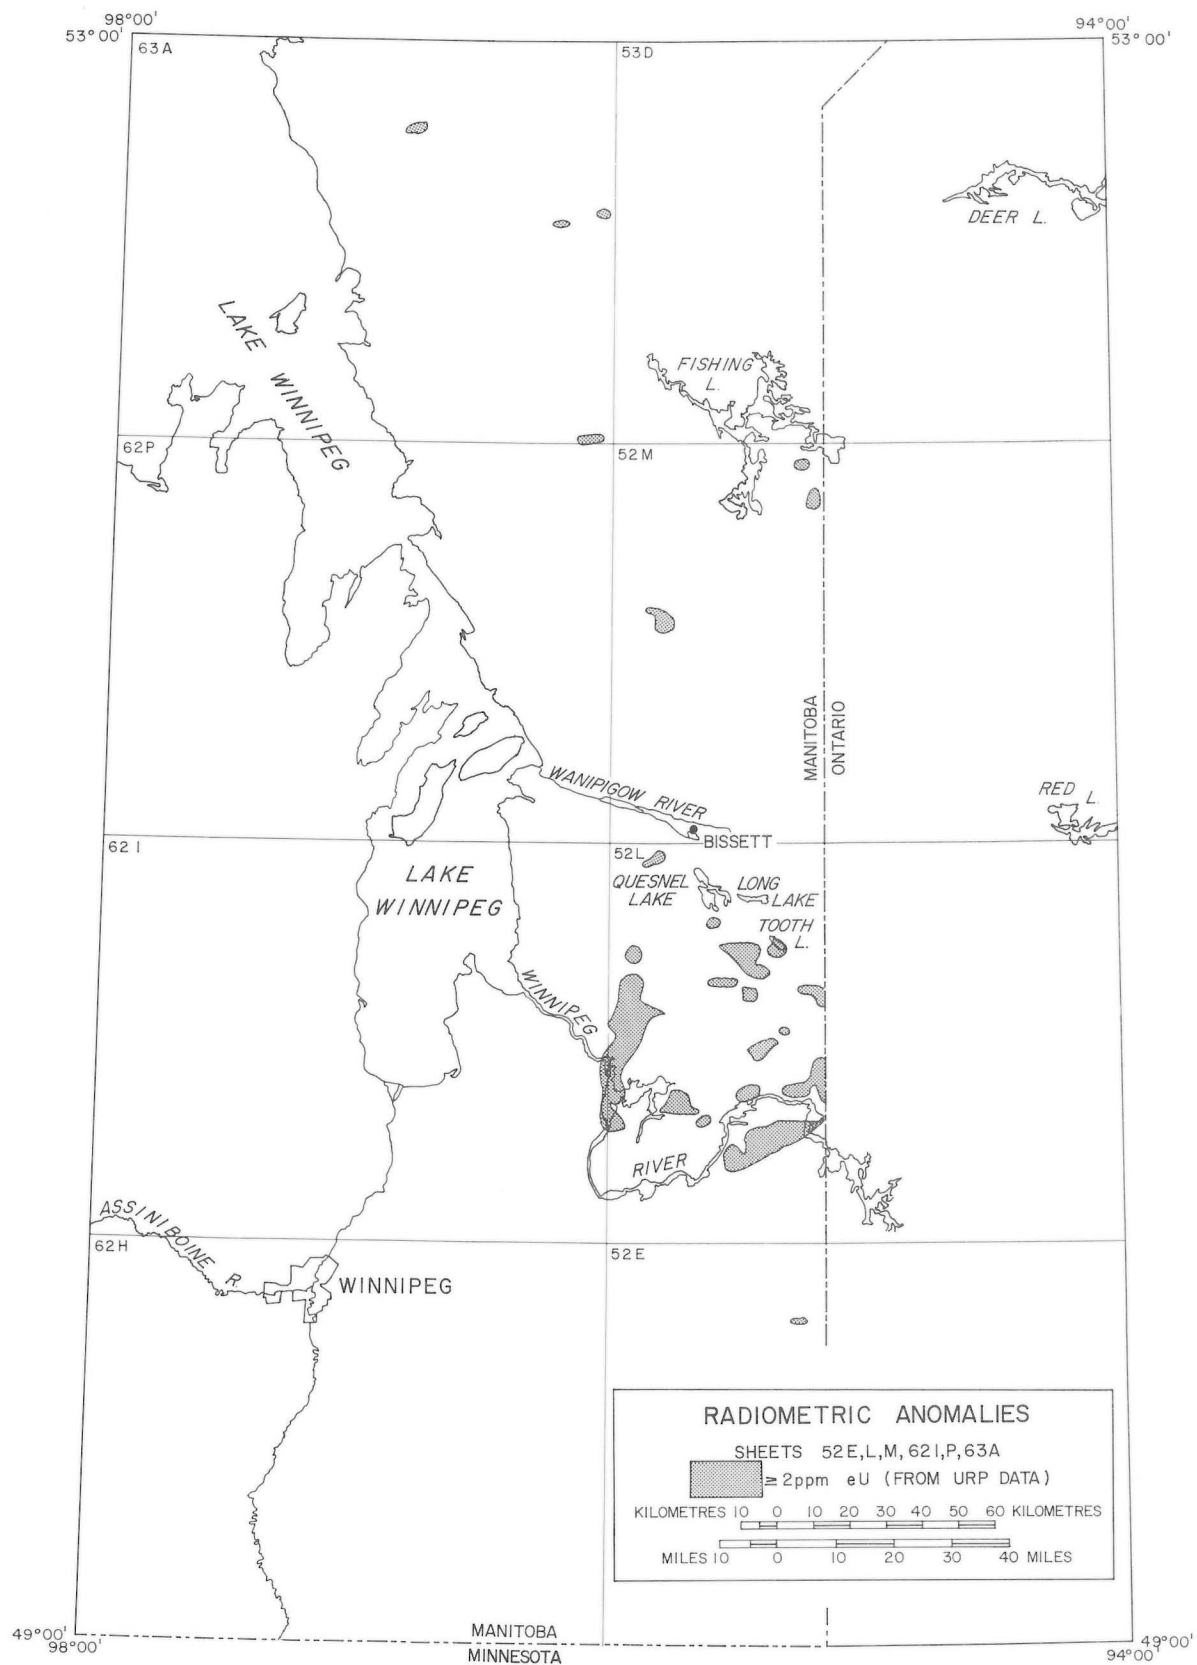 98°00'
94°00'
53°00'
53°00'
63A
53D
DEER L.
LAKE
WINNIPEG
FISHING
L.
62P
52M
MANITOBA
ONTARIO
WANIPIGOW RIVER
RED L.
BISSETT
62I
52L
LAKE
WINNIPEG
QUESNEL
LAKE
LONG
LAKE
TOOTH
L.
WINNIPEG
RIVER
ASSINIBOINE R.
62H
52E
WINNIPEG
RADIOMETRIC ANOMALIES
SHEETS 52E,L,M,62I,P,63A
≥2ppm eU (FROM URP DATA)
KILOMETRES 10 0 10 20 30 40 50 60 KILOMETRES
MILES 10 0 10 20 30 40 MILES
49°00'
98°00'
MANITOBA
MINNESOTA
49°00'
94°00'